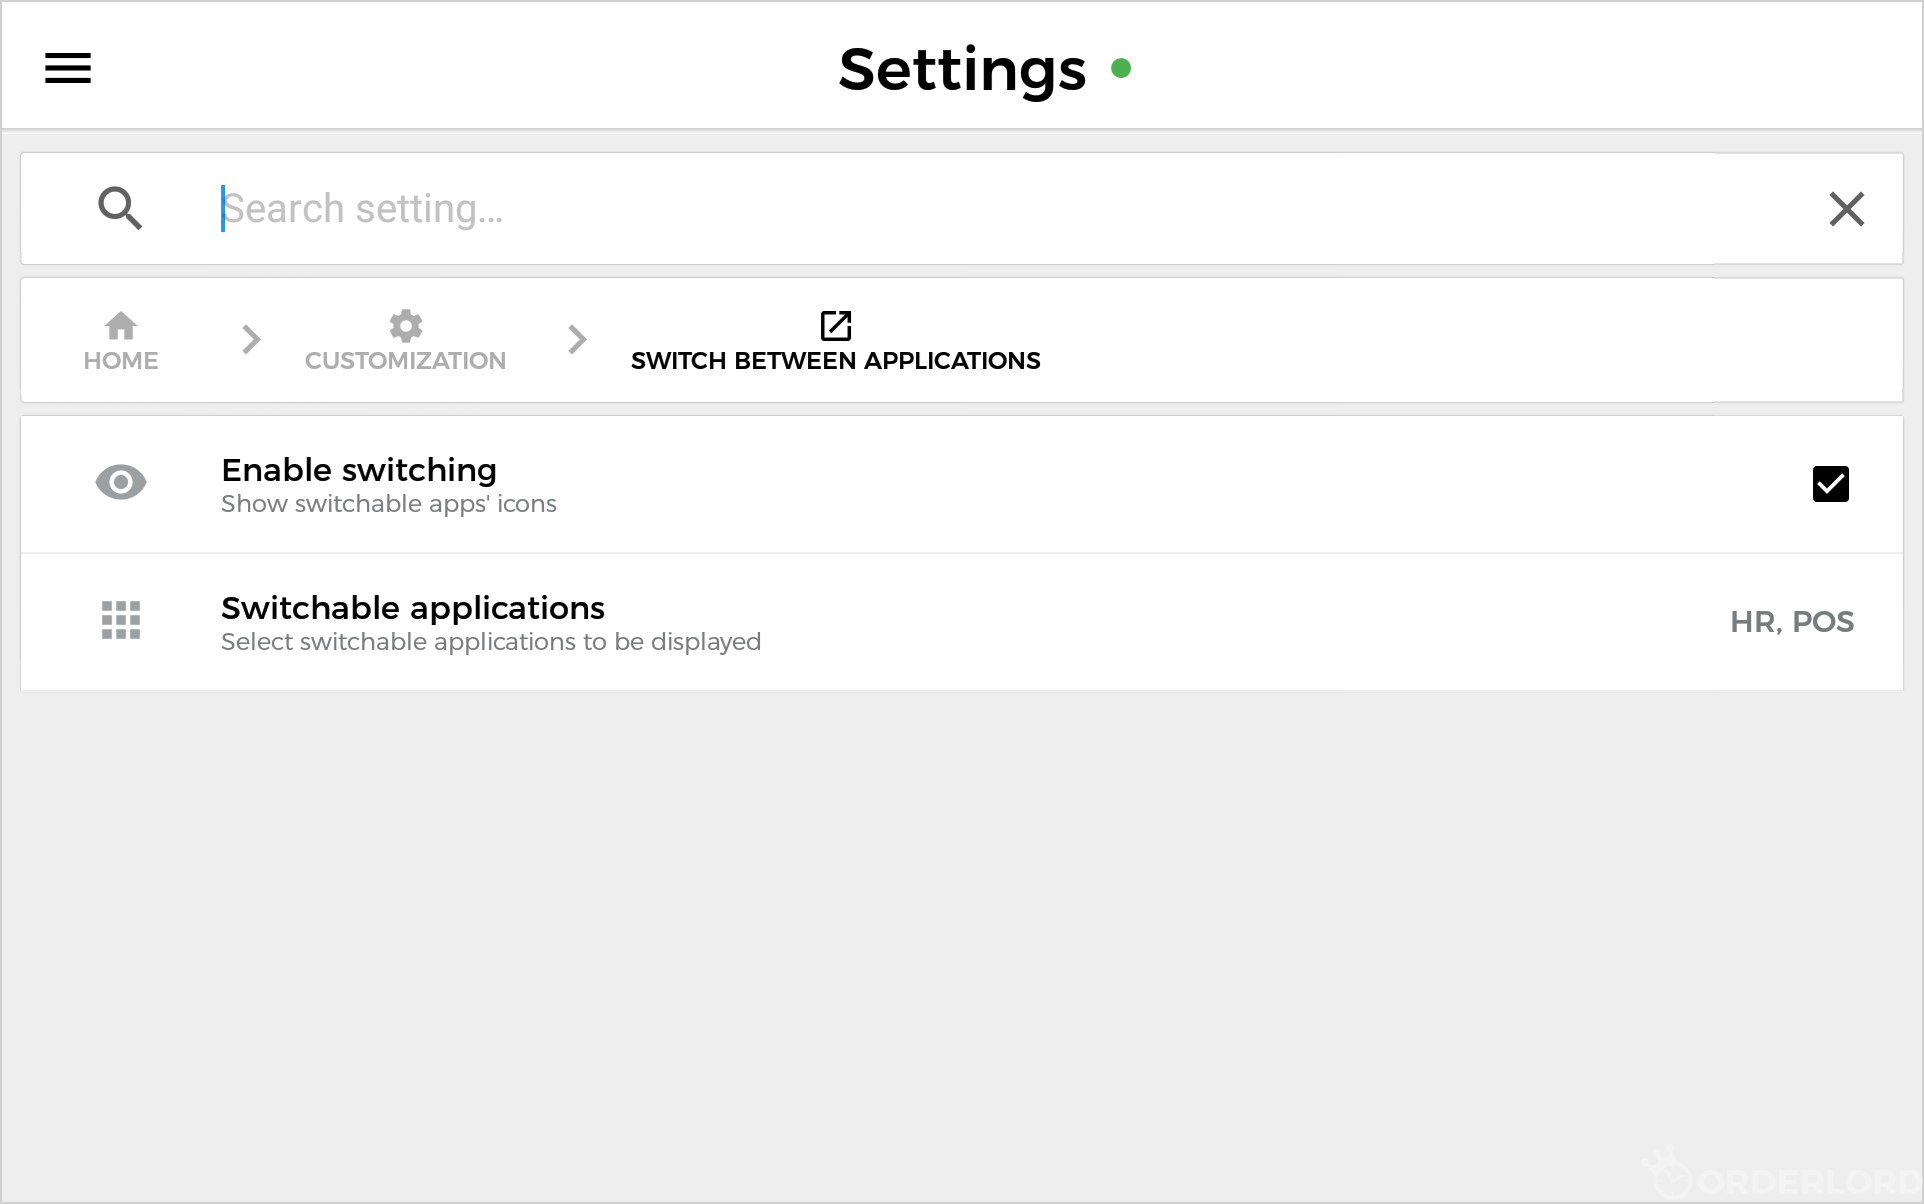 Settings
Search setting...
HOME
CUSTOMIZATION
SWITCH BETWEEN APPLICATIONS
Enable switching
Show switchable apps' icons
Switchable applications
Select switchable applications to be displayed
HR, POS
ORDERLORD